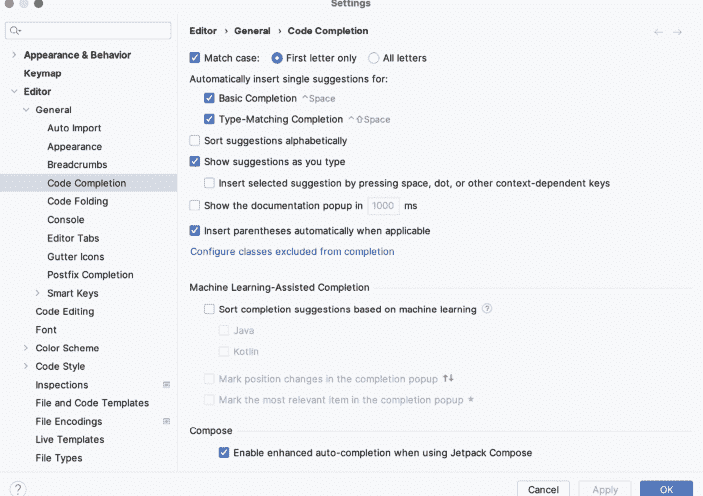 Settings
Appearance & Behavior
Keymap
Editor
General
Auto Import
Appearance
Breadcrumbs
Code Completion
Code Folding
Console
Editor Tabs
Gutter Icons
Postfix Completion
Smart Keys
Code Editing
Font
Color Scheme
Code Style
Inspections
File and Code Templates
File Encodings
Live Templates
File Types
?
Editor › General › Code Completion
Match case: First letter only All letters
Automatically insert single suggestions for:
Basic Completion ^Space
Type-Matching Completion ^⇧Space
Sort suggestions alphabetically
Show suggestions as you type
Insert selected suggestion by pressing space, dot, or other context-dependent keys
Show the documentation popup in 1000 ms
Insert parentheses automatically when applicable
Configure classes excluded from completion
Machine Learning-Assisted Completion
Sort completion suggestions based on machine learning ?
Java
Kotlin
Mark position changes in the completion popup ↑↓
Mark the most relevant item in the completion popup ★
Compose
Enable enhanced auto-completion when using Jetpack Compose
Cancel Apply OK